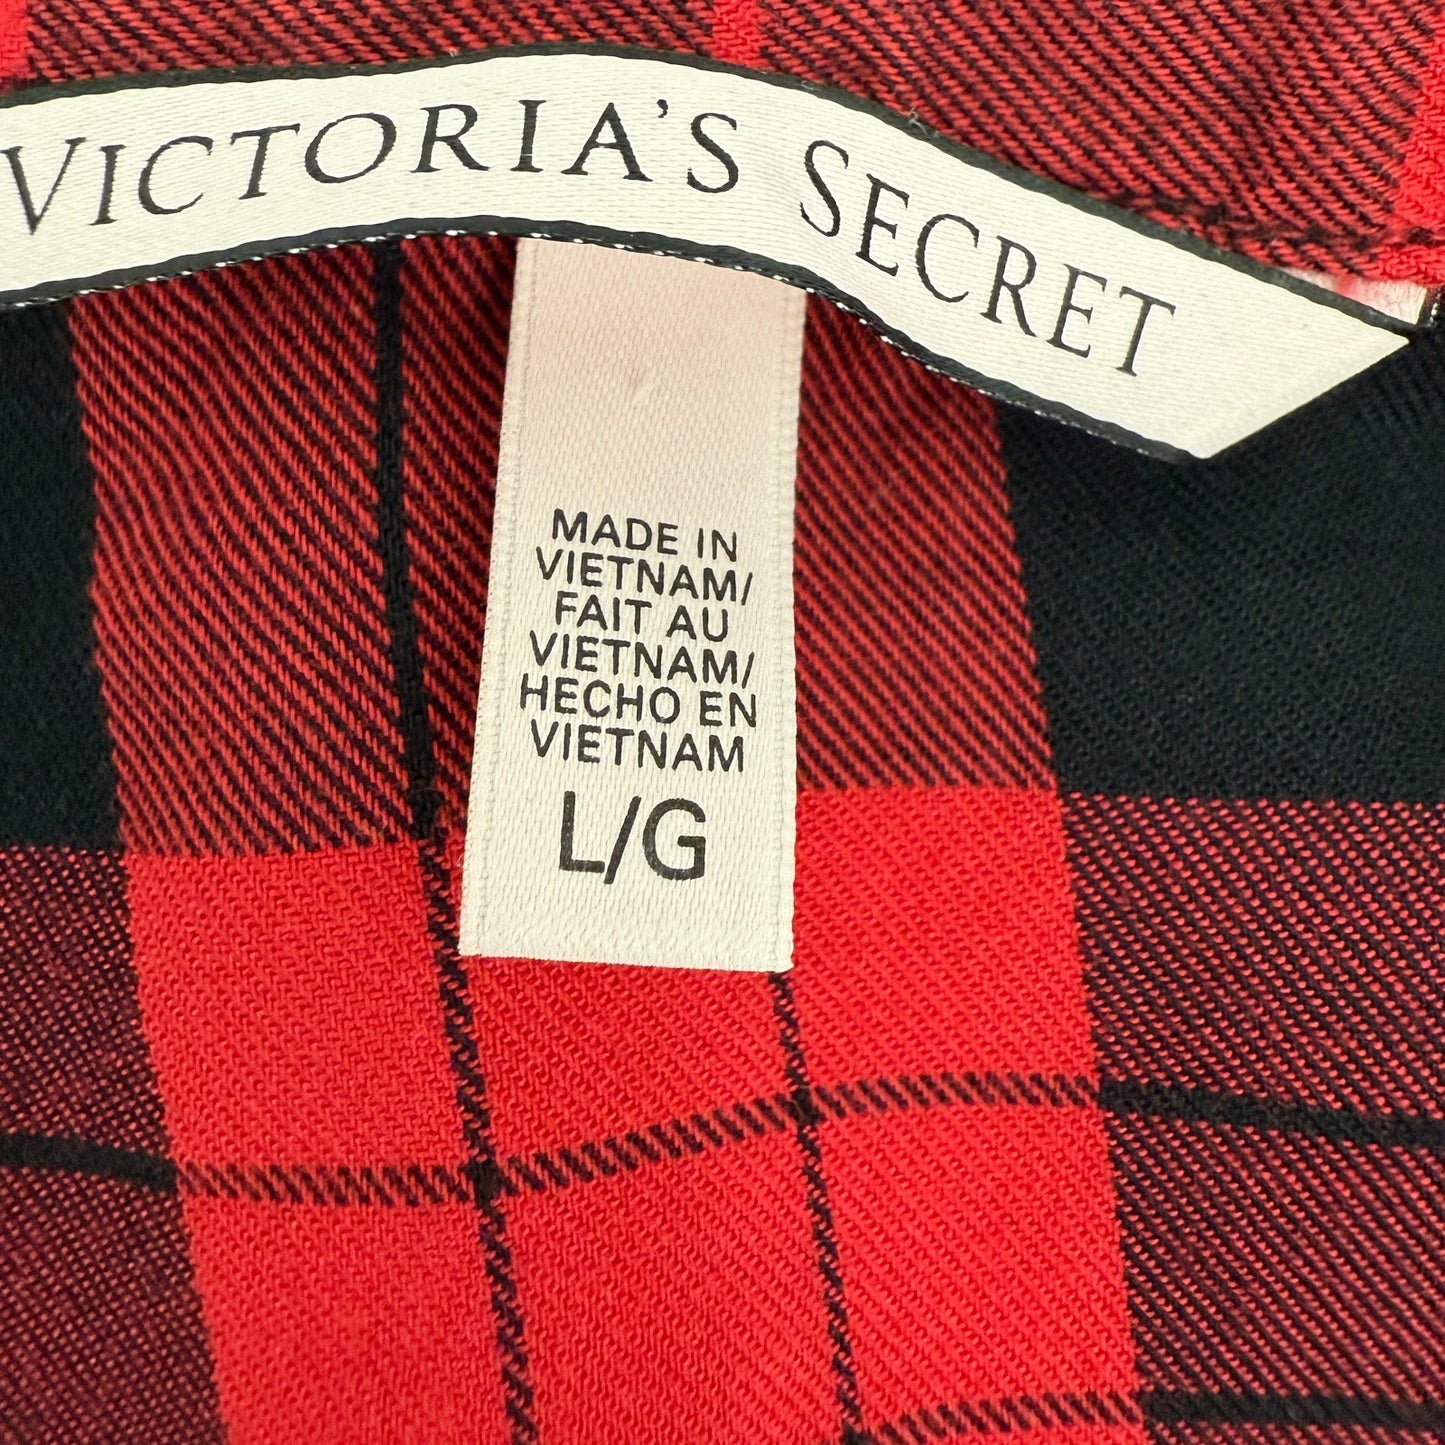 VICTORIA'S SECRET
MADE IN
VIETNAM/
FAIT AU
VIETNAM/
HECHO EN
VIETNAM
L/G